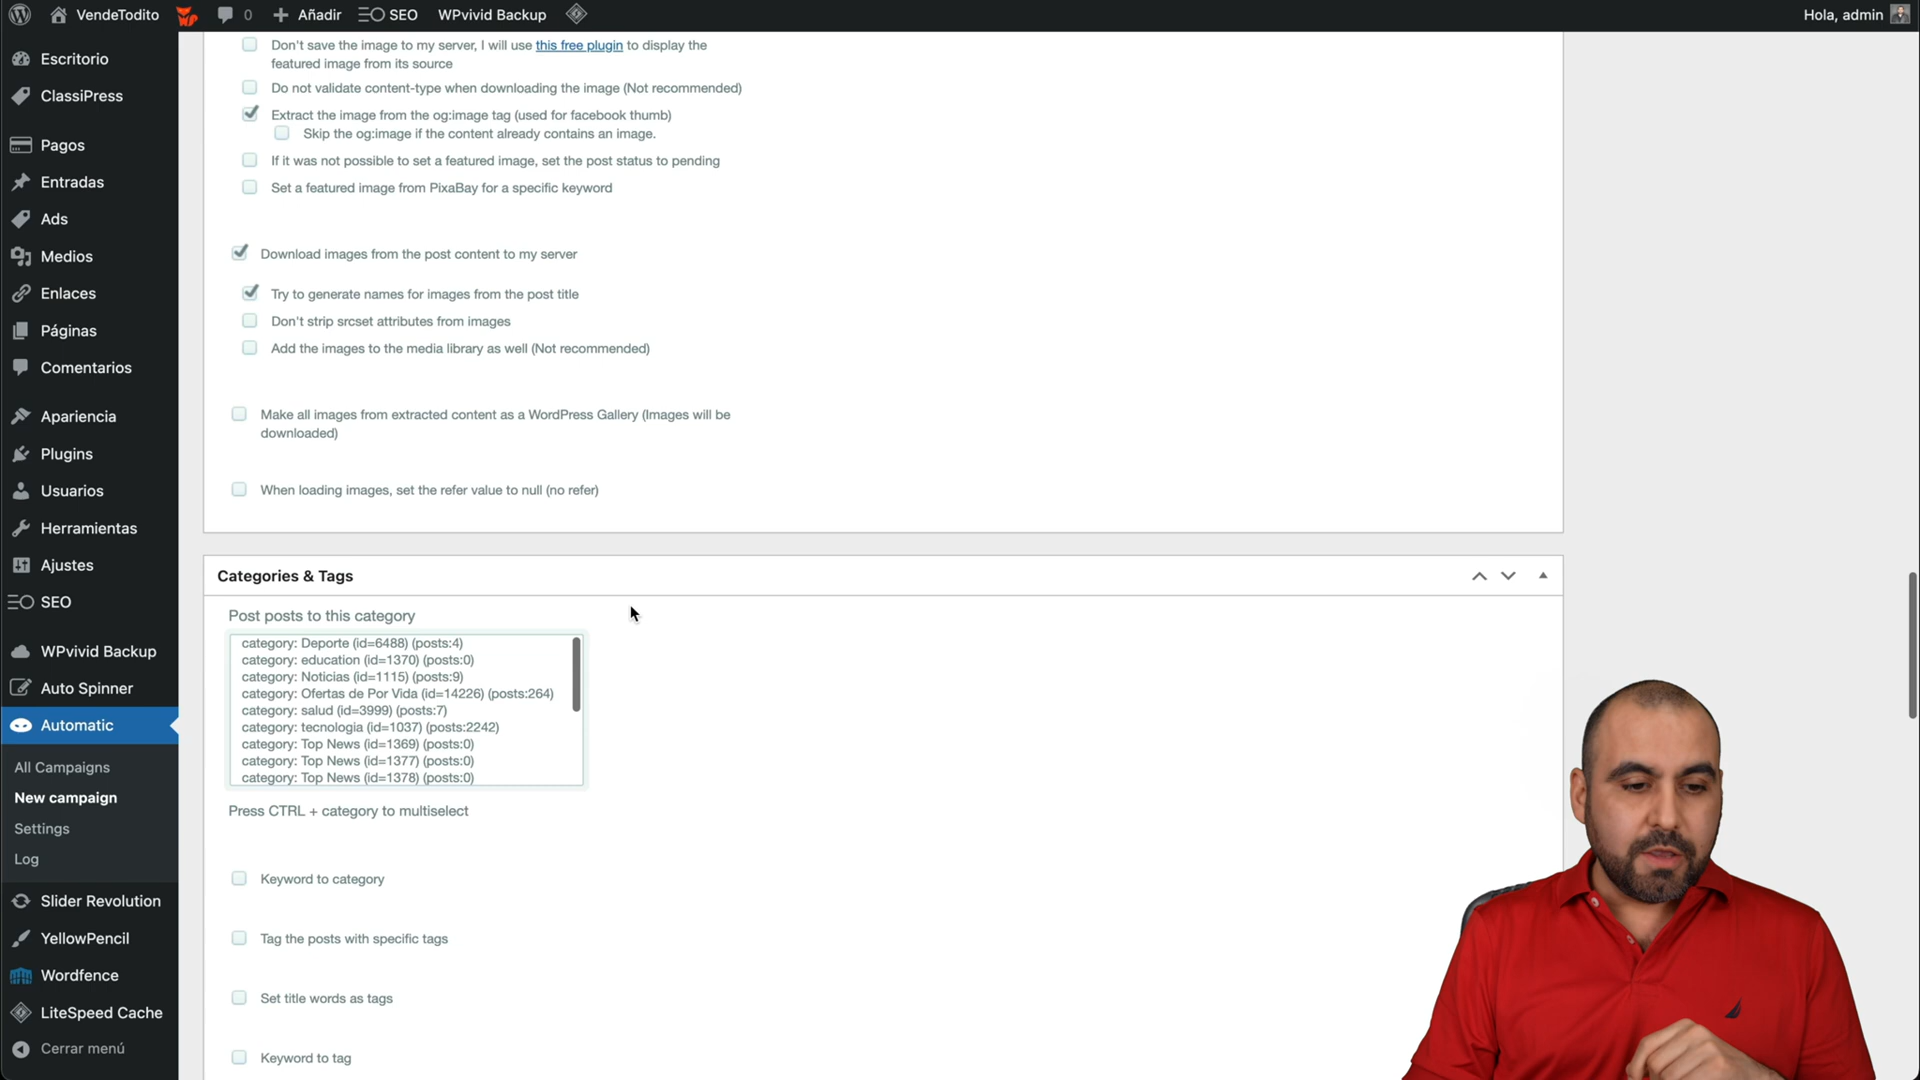 VendeTodito
0
Añadir
SEO
WPvivid Backup
Hola, admin
Escritorio
ClassiPress
Pagos
Entradas
Ads
Medios
Enlaces
Páginas
Comentarios
Apariencia
Plugins
Usuarios
Herramientas
Ajustes
SEO
WPvivid Backup
Auto Spinner
Automatic
All Campaigns
New campaign
Settings
Log
Slider Revolution
YellowPencil
Wordfence
LiteSpeed Cache
Cerrar menú
Don't save the image to my server, I will use this free plugin to display the
featured image from its source
Do not validate content-type when downloading the image (Not recommended)
Extract the image from the og:image tag (used for facebook thumb)
Skip the og:image if the content already contains an image.
If it was not possible to set a featured image, set the post status to pending
Set a featured image from PixaBay for a specific keyword
Download images from the post content to my server
Try to generate names for images from the post title
Don't strip srcset attributes from images
Add the images to the media library as well (Not recommended)
Make all images from extracted content as a WordPress Gallery (Images will be
downloaded)
When loading images, set the refer value to null (no refer)
Categories & Tags
Post posts to this category
category: Deporte (id=6488) (posts:4)
category: education (id=1370) (posts:0)
category: Noticias (id=1115) (posts:9)
category: Ofertas de Por Vida (id=14226) (posts:264)
category: salud (id=3999) (posts:7)
category: tecnologia (id=1037) (posts:2242)
category: Top News (id=1369) (posts:0)
category: Top News (id=1377) (posts:0)
category: Top News (id=1378) (posts:0)
Press CTRL + category to multiselect
Keyword to category
Tag the posts with specific tags
Set title words as tags
Keyword to tag